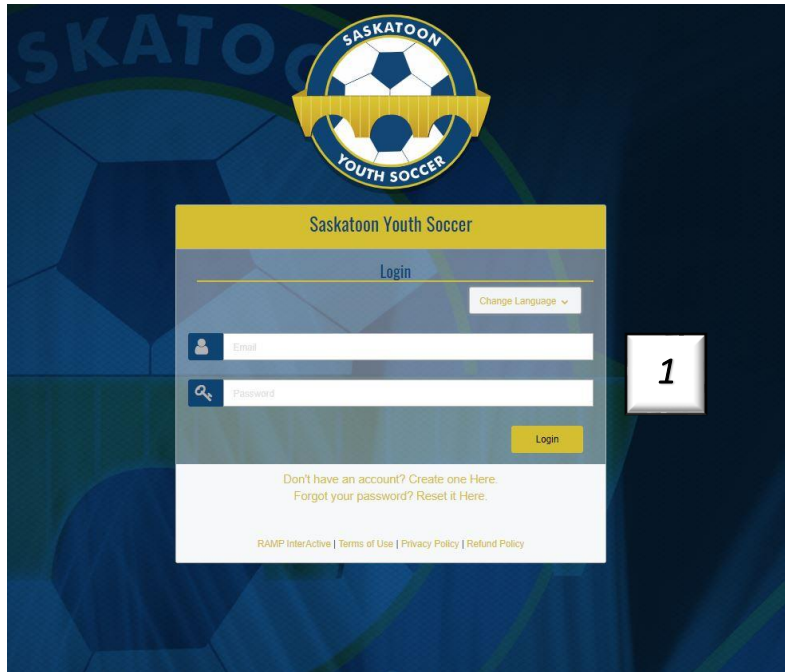 SASKATOON
SASKATOON
YOUTH SOCCER
Saskatoon Youth Soccer
Login
Change Language
Email
1
Password
Login
Don't have an account? Create one Here.
Forgot your password? Reset it Here.
RAMP InterActive | Terms of Use | Privacy Policy | Refund Policy